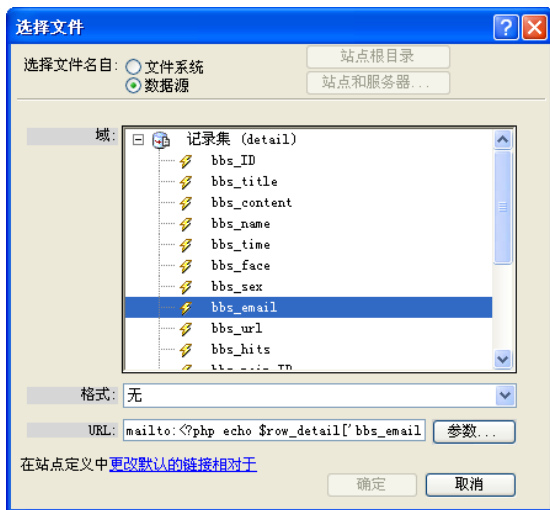 选择文件
选择文件名自:
文件系统
站点根目录
数据源
站点和服务器...
域:
记录集 (detail)
bbs_ID
bbs_title
bbs_content
bbs_name
bbs_time
bbs_face
bbs_sex
bbs_email
bbs_url
bbs_hits
格式:
无
URL:
mailto:<?php echo $row_detail['bbs_email
参数...
在站点定义中更改默认的链接相对于
确定
取消